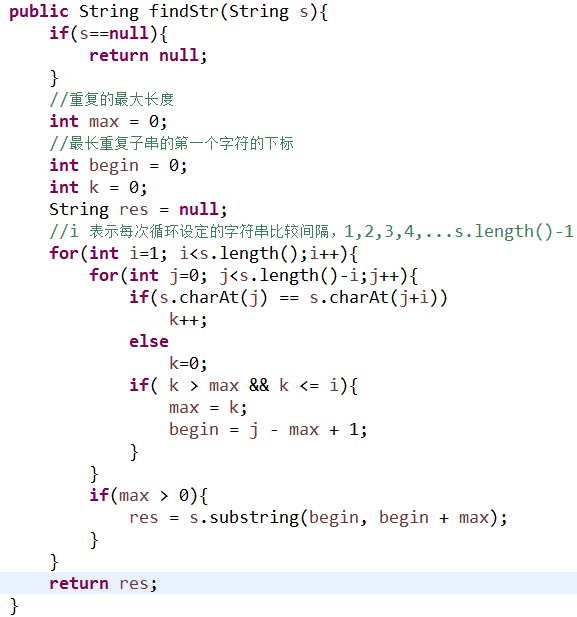 public String findStr(String s){
    if(s==null){
        return null;
    }
    //重复的最大长度
    int max = 0;
    //最长重复子串的第一个字符的下标
    int begin = 0;
    int k = 0;
    String res = null;
    //i 表示每次循环设定的字符串比较间隔，1,2,3,4,...s.length()-1
    for(int i=1; i<s.length();i++){
        for(int j=0; j<s.length()-i;j++){
            if(s.charAt(j) == s.charAt(j+i))
                k++;
            else
                k=0;
            if( k > max && k <= i){
                max = k;
                begin = j - max + 1;
            }
        }
        if(max > 0){
            res = s.substring(begin, begin + max);
        }
    }
    return res;
}